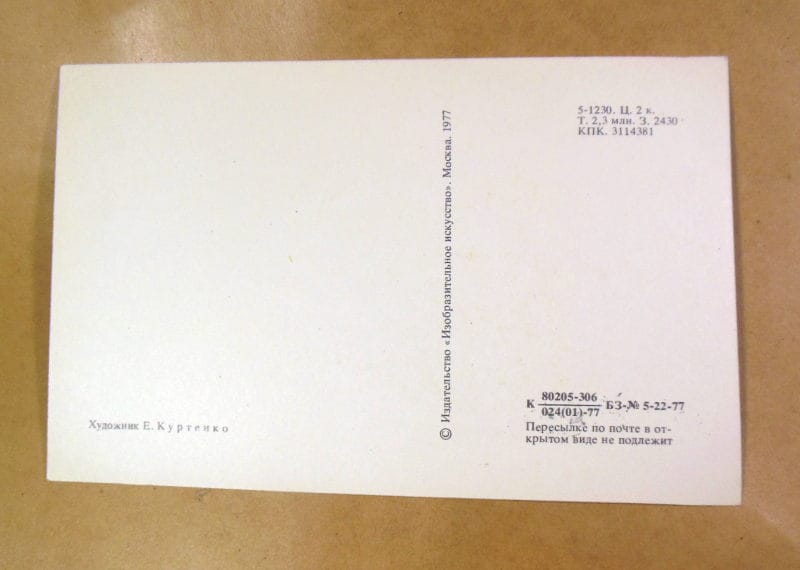 5-1230. Ц. 2 к.
Т. 2,3 млн. З. 2430
КПК. 3114381
© Издательство «Изобразительное искусство». Москва. 1977
Художник Е. Куртенко
К 80205-306 БЗ-№ 5-22-77
024(01)-77
Пересылке по почте в от-
крытом виде не подлежит